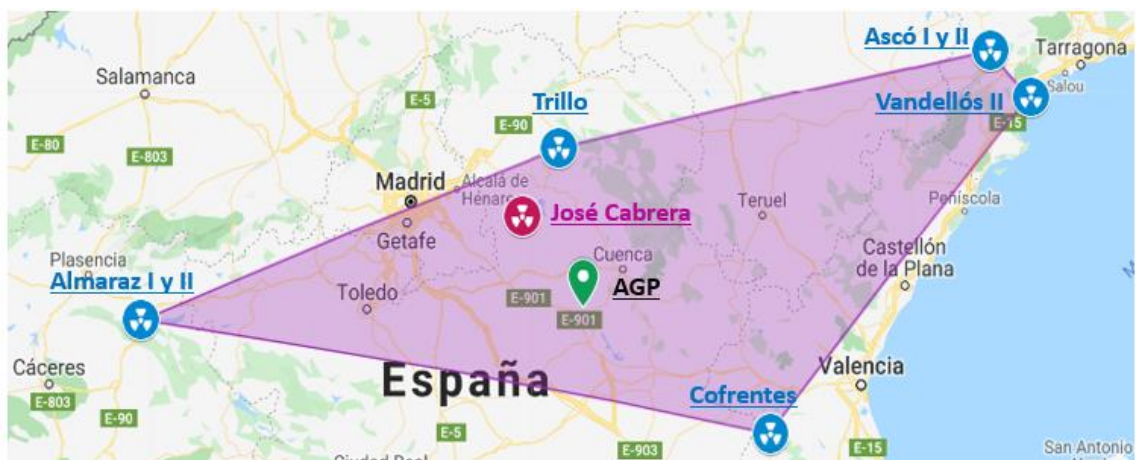 Ascó I y II
Tarragona
Salou
Salamanca
E-5
Trillo
Vandellós II
E-90
E-15
E-80
E-803
Madrid
Alcalá de
Henares
José Cabrera
Teruel
Peñíscola
Getafe
Plasencia
Cuenca
Castellón
de la Plana
Almaraz I y II
Toledo
E-901
AGP
E-901
Cáceres
España
Valencia
E-803
E-90
Cofrentes
E-5
E-903
E-15
San Antonio
Ciudad Real